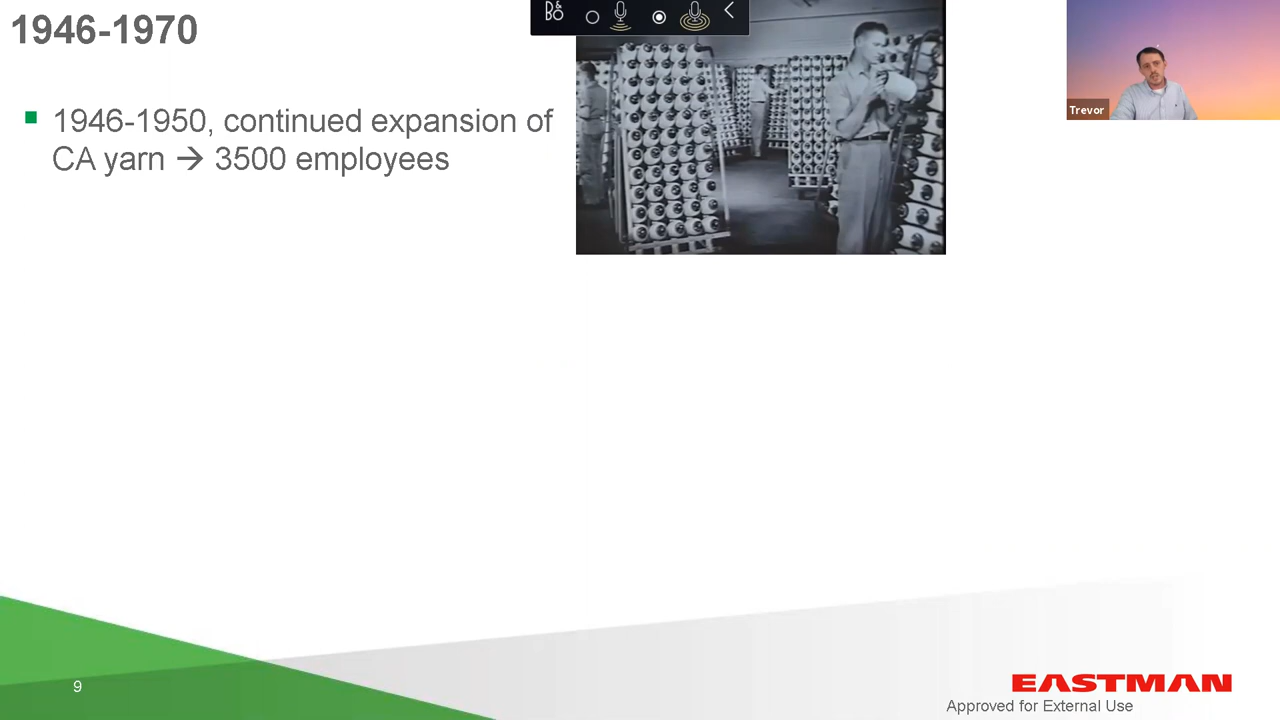 1946-1970
B&O
Trevor
1946-1950, continued expansion of
CA yarn → 3500 employees
9
EASTMAN
Approved for External Use